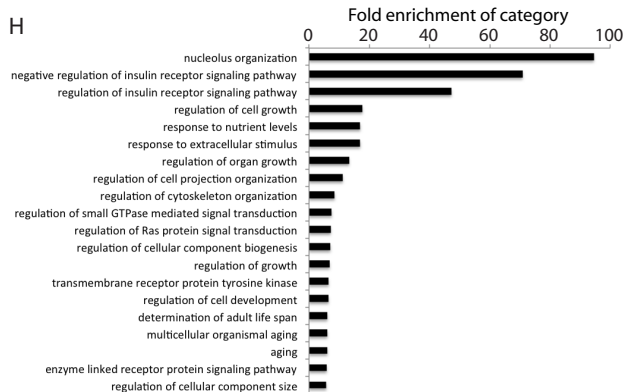 H
Fold enrichment of category
0 20 40 60 80 100
nucleolus organization
negative regulation of insulin receptor signaling pathway
regulation of insulin receptor signaling pathway
regulation of cell growth
response to nutrient levels
response to extracellular stimulus
regulation of organ growth
regulation of cell projection organization
regulation of cytoskeleton organization
regulation of small GTPase mediated signal transduction
regulation of Ras protein signal transduction
regulation of cellular component biogenesis
regulation of growth
transmembrane receptor protein tyrosine kinase
regulation of cell development
determination of adult life span
multicellular organismal aging
aging
enzyme linked receptor protein signaling pathway
regulation of cellular component size